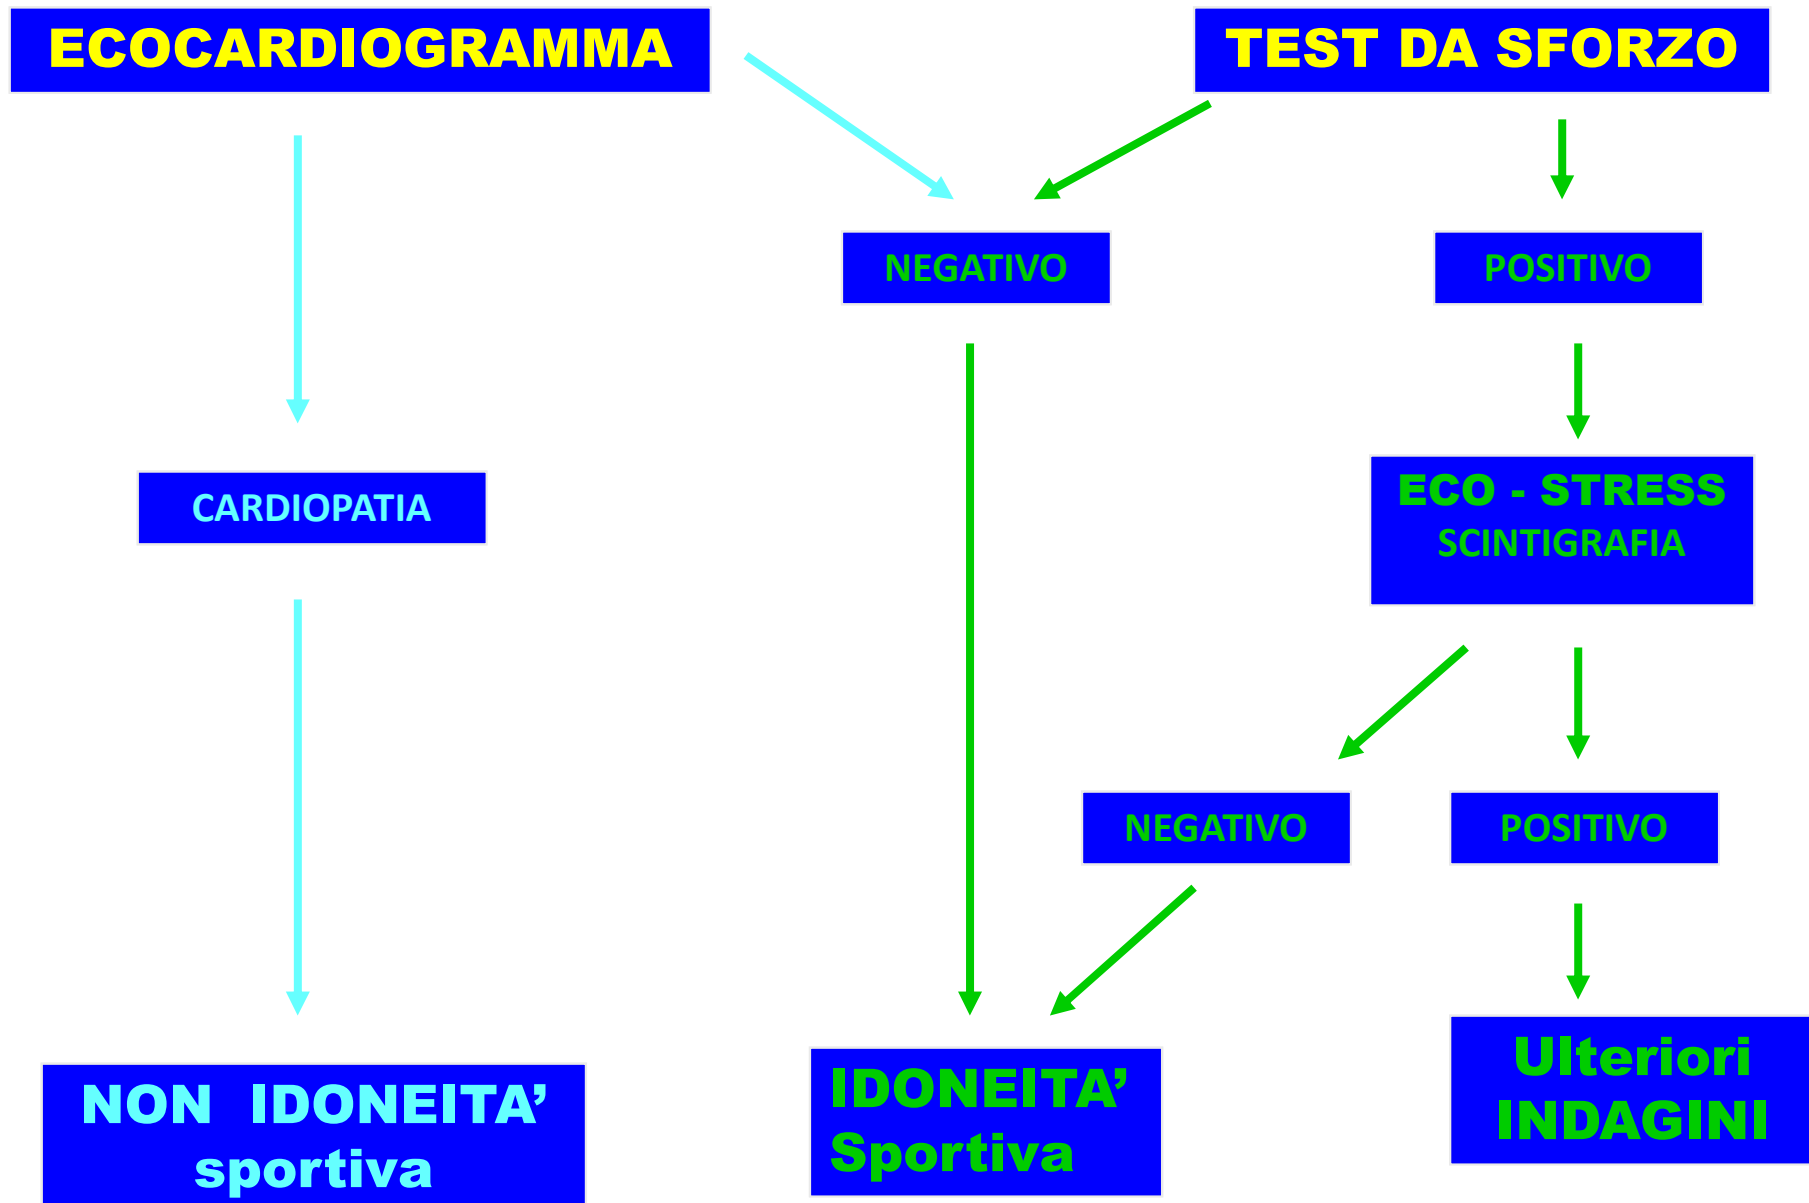 ECOCARDIOGRAMMA
TEST DA SFORZO
NEGATIVO
POSITIVO
CARDIOPATIA
ECO - STRESS
SCINTIGRAFIA
NEGATIVO
POSITIVO
NON IDONEITA’
sportiva
IDONEITA’
Sportiva
Ulteriori
INDAGINI